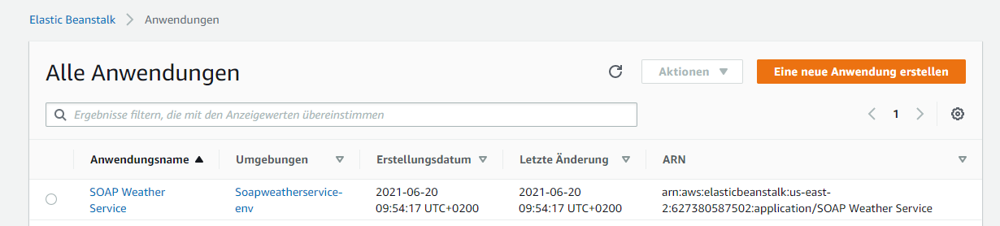 Elastic Beanstalk > Anwendungen
Alle Anwendungen
Aktionen
Eine neue Anwendung erstellen
Ergebnisse filtern, die mit den Anzeigewerten übereinstimmen
1
Anwendungsname Umgebungen Erstellungsdatum Letzte Änderung ARN
SOAP Weather Soapweatherservice- 2021-06-20 2021-06-20 arn:aws:elasticbeanstalk:us-east-
Service env 09:54:17 UTC+0200 09:54:17 UTC+0200 2:627380587502:application/SOAP Weather Service